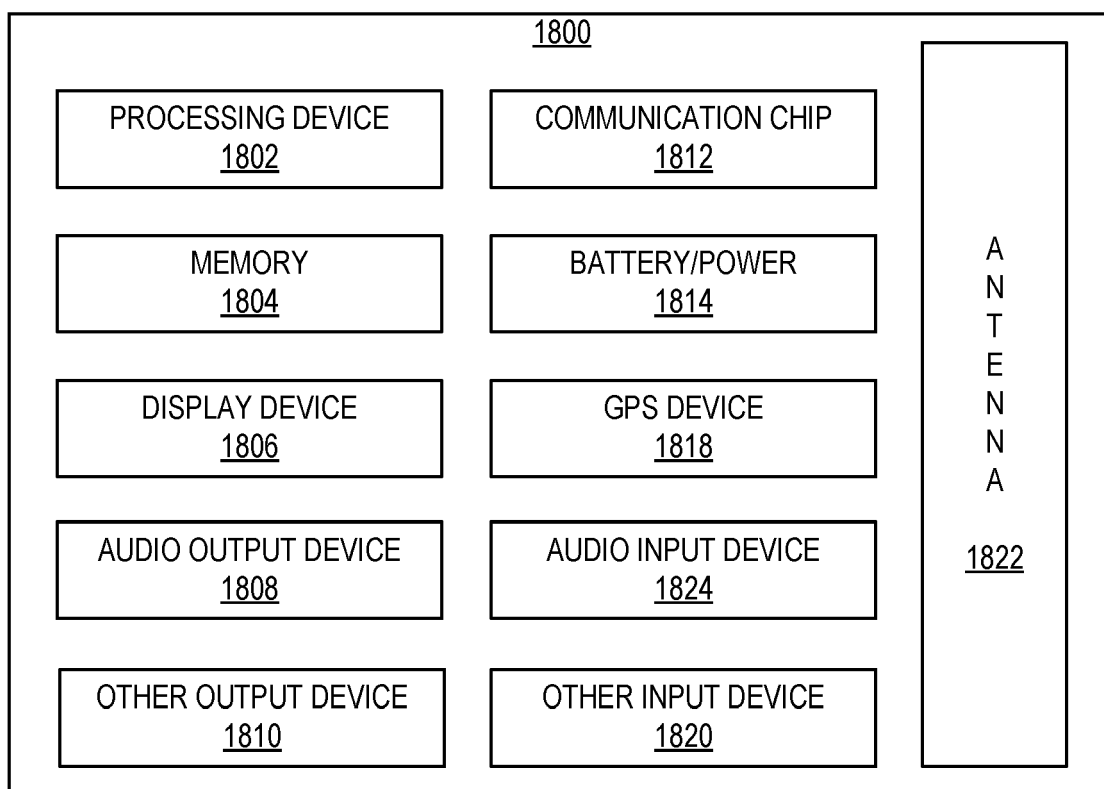 1800
PROCESSING DEVICE
1802
COMMUNICATION CHIP
1812
MEMORY
1804
BATTERY/POWER
1814
DISPLAY DEVICE
1806
GPS DEVICE
1818
AUDIO OUTPUT DEVICE
1808
AUDIO INPUT DEVICE
1824
OTHER OUTPUT DEVICE
1810
OTHER INPUT DEVICE
1820
ANTENNA
1822